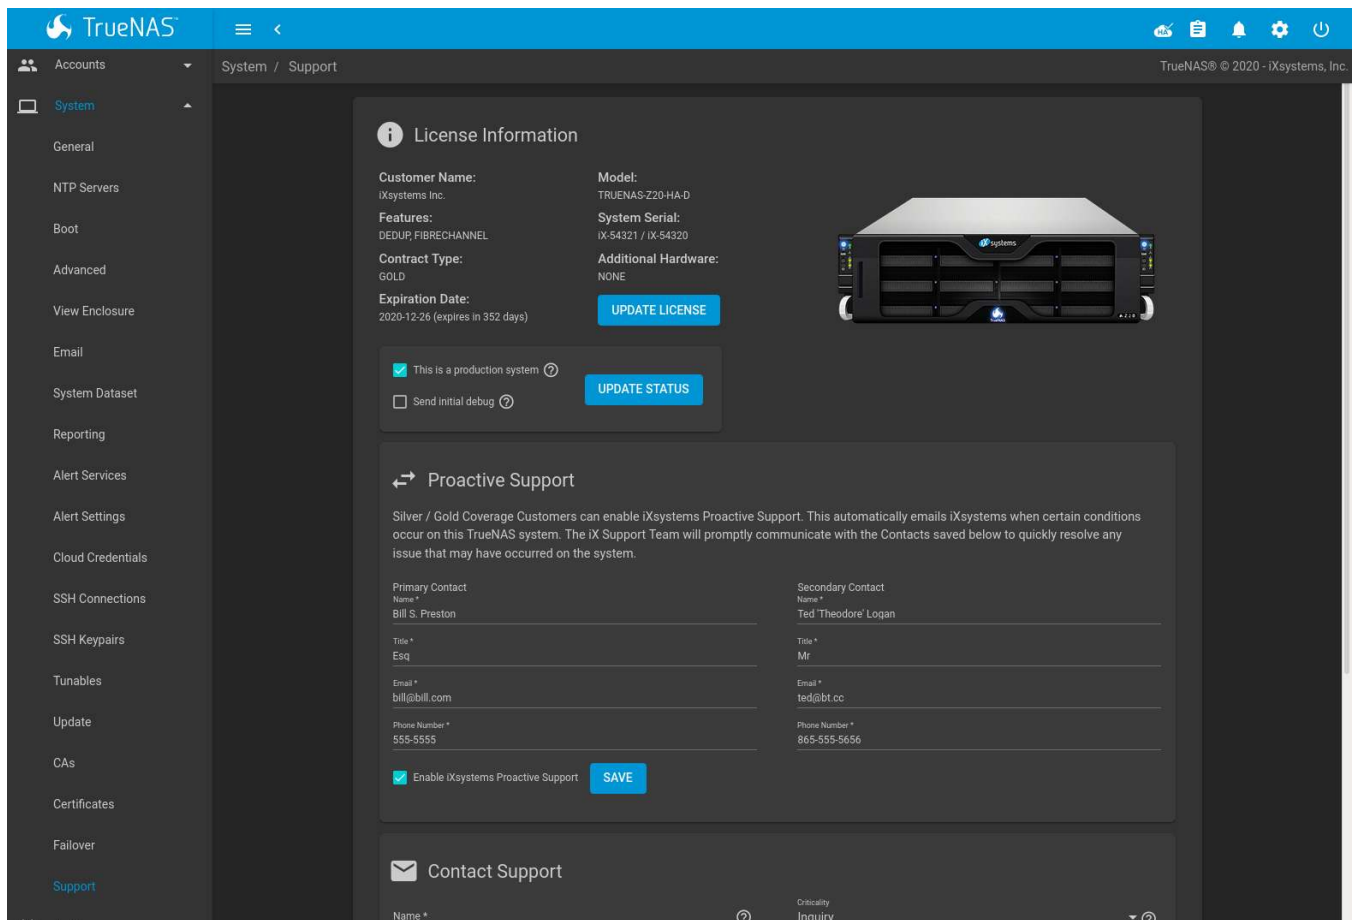 TrueNAS™
HA
Accounts
System / Support
TrueNAS® © 2020 - iXsystems, Inc.
System
General
NTP Servers
Boot
Advanced
View Enclosure
Email
System Dataset
Reporting
Alert Services
Alert Settings
Cloud Credentials
SSH Connections
SSH Keypairs
Tunables
Update
CAs
Certificates
Failover
Support
License Information
Customer Name:
iXsystems Inc.
Model:
TRUENAS-Z20-HA-D
Features:
DEDUP, FIBRECHANNEL
System Serial:
iX-54321 / iX-54320
Contract Type:
GOLD
Additional Hardware:
NONE
Expiration Date:
2020-12-26 (expires in 352 days)
UPDATE LICENSE
iXsystems
TrueNAS
This is a production system
Send initial debug
UPDATE STATUS
Proactive Support
Silver / Gold Coverage Customers can enable iXsystems Proactive Support. This automatically emails iXsystems when certain conditions
occur on this TrueNAS system. The iX Support Team will promptly communicate with the Contacts saved below to quickly resolve any
issue that may have occurred on the system.
Primary Contact
Name *
Bill S. Preston
Title *
Esq
Email *
bill@bill.com
Phone Number *
555-5555
Secondary Contact
Name *
Ted 'Theodore' Logan
Title *
Mr
Email *
ted@bt.cc
Phone Number *
865-555-5656
Enable iXsystems Proactive Support
SAVE
Contact Support
Name *
Criticality
Inquiry